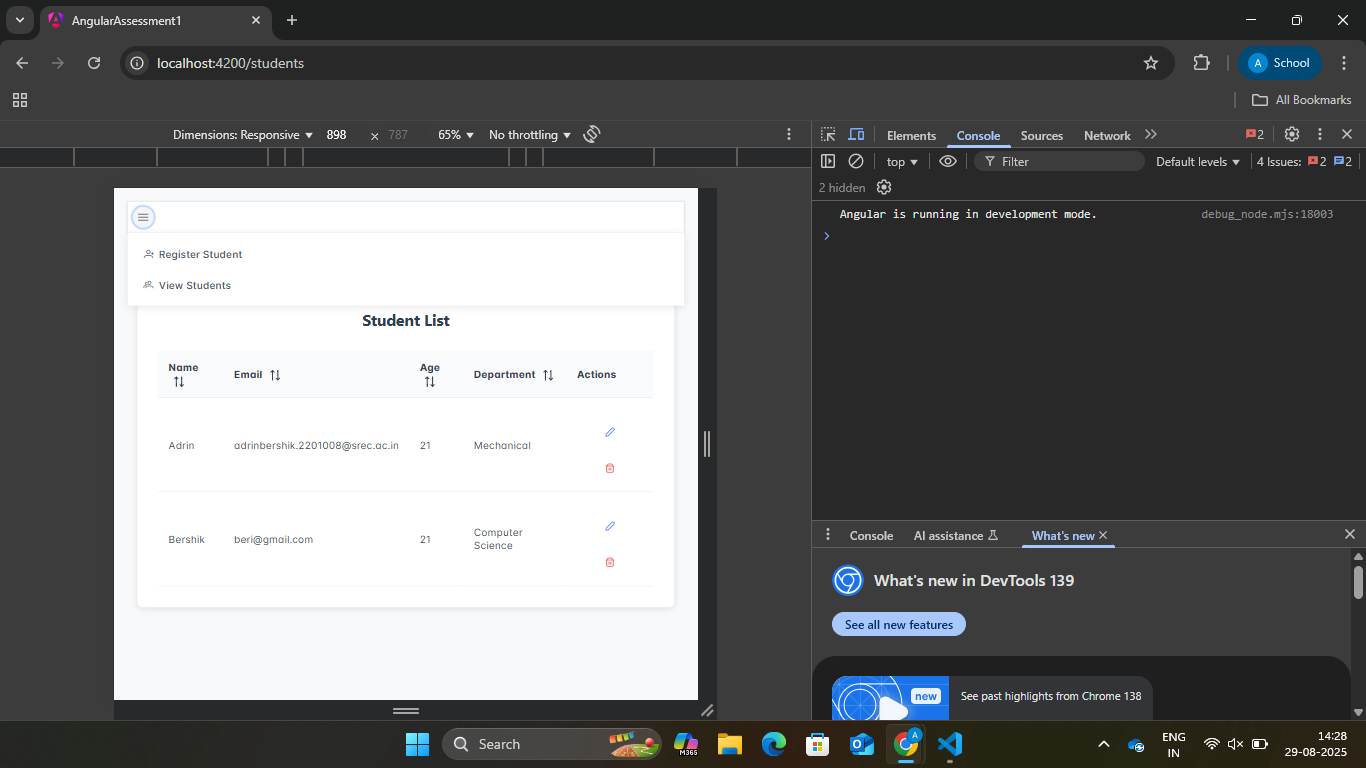 AngularAssessment1
localhost:4200/students
A School
All Bookmarks
Dimensions: Responsive 898 × 787 65% No throttling
Elements Console Sources Network 2
top Filter Default levels 4 Issues: 2 2
2 hidden
Angular is running in development mode. debug_node.mjs:18003
Register Student
View Students
Student List
Name Email Age Department Actions
Adrin adrinbershik.2201008@srec.ac.in 21 Mechanical
Bershik beri@gmail.com 21 Computer
Science
Console AI assistance What's new
What's new in DevTools 139
See all new features
new See past highlights from Chrome 138
Search
M365
A
ENG
IN
14:28
29-08-2025